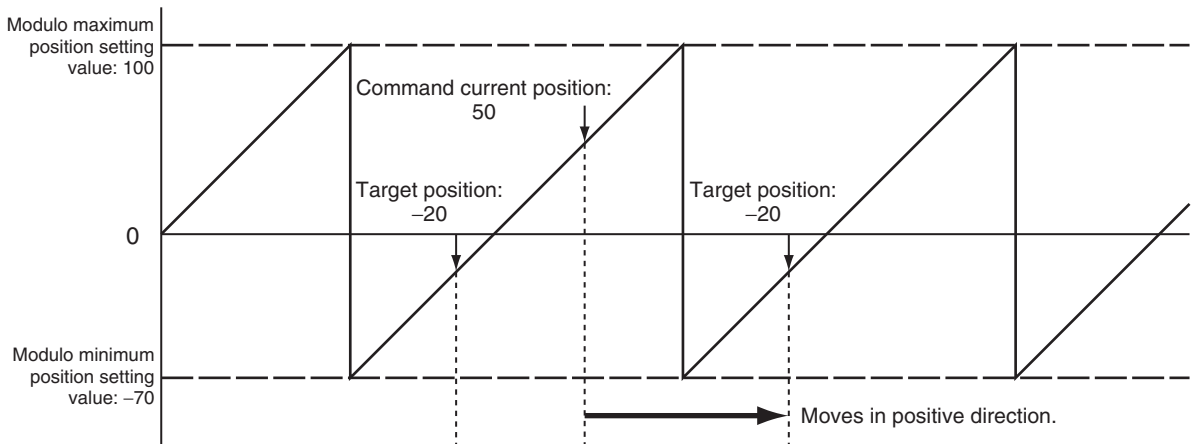 Modulo maximum
position setting
value: 100
Command current position:
50
Target position:
−20
Target position:
−20
0
Modulo minimum
position setting
value: −70
Moves in positive direction.